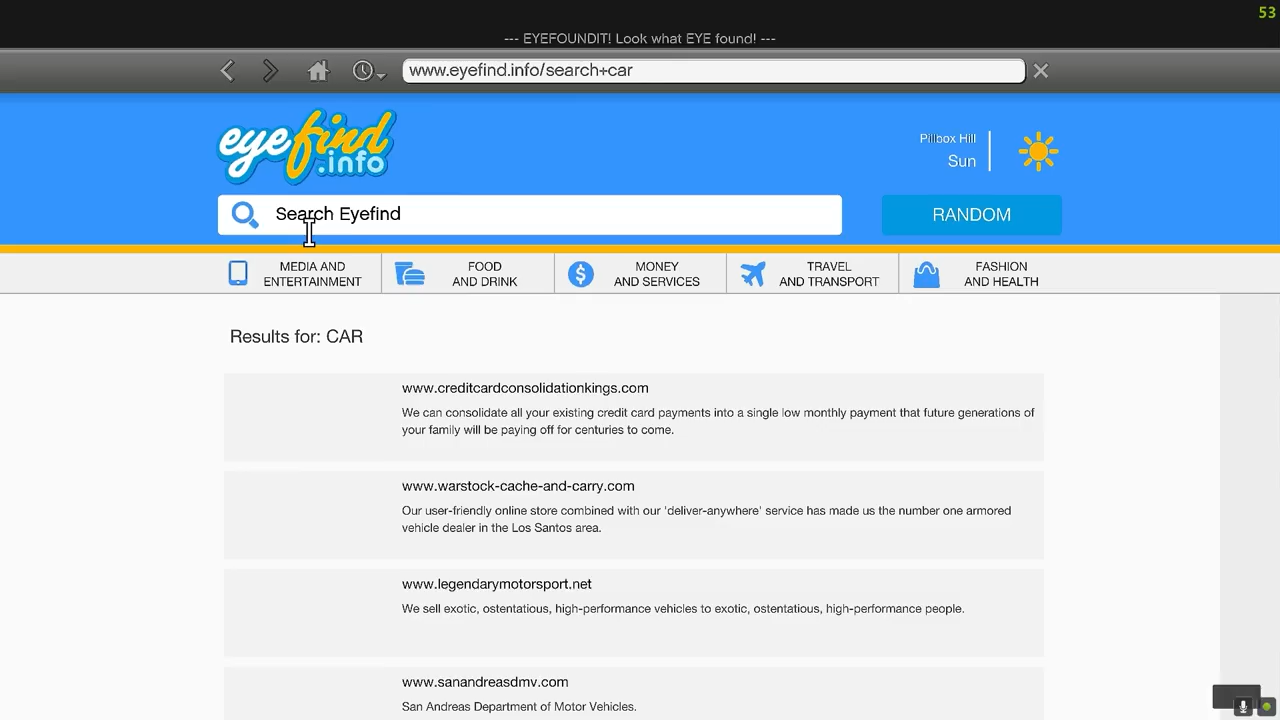 53
--- EYEFOUNDIT! Look what EYE found! ---
www.eyefind.info/search+car
eyefind
.info
Pillbox Hill
Sun
Search Eyefind
RANDOM
MEDIA AND
ENTERTAINMENT
FOOD
AND DRINK
MONEY
AND SERVICES
TRAVEL
AND TRANSPORT
FASHION
AND HEALTH
Results for: CAR
www.creditcardconsolidationkings.com
We can consolidate all your existing credit card payments into a single low monthly payment that future generations of
your family will be paying off for centuries to come.
www.warstock-cache-and-carry.com
Our user-friendly online store combined with our 'deliver-anywhere' service has made us the number one armored
vehicle dealer in the Los Santos area.
www.legendarymotorsport.net
We sell exotic, ostentatious, high-performance vehicles to exotic, ostentatious, high-performance people.
www.sanandreasdmv.com
San Andreas Department of Motor Vehicles.